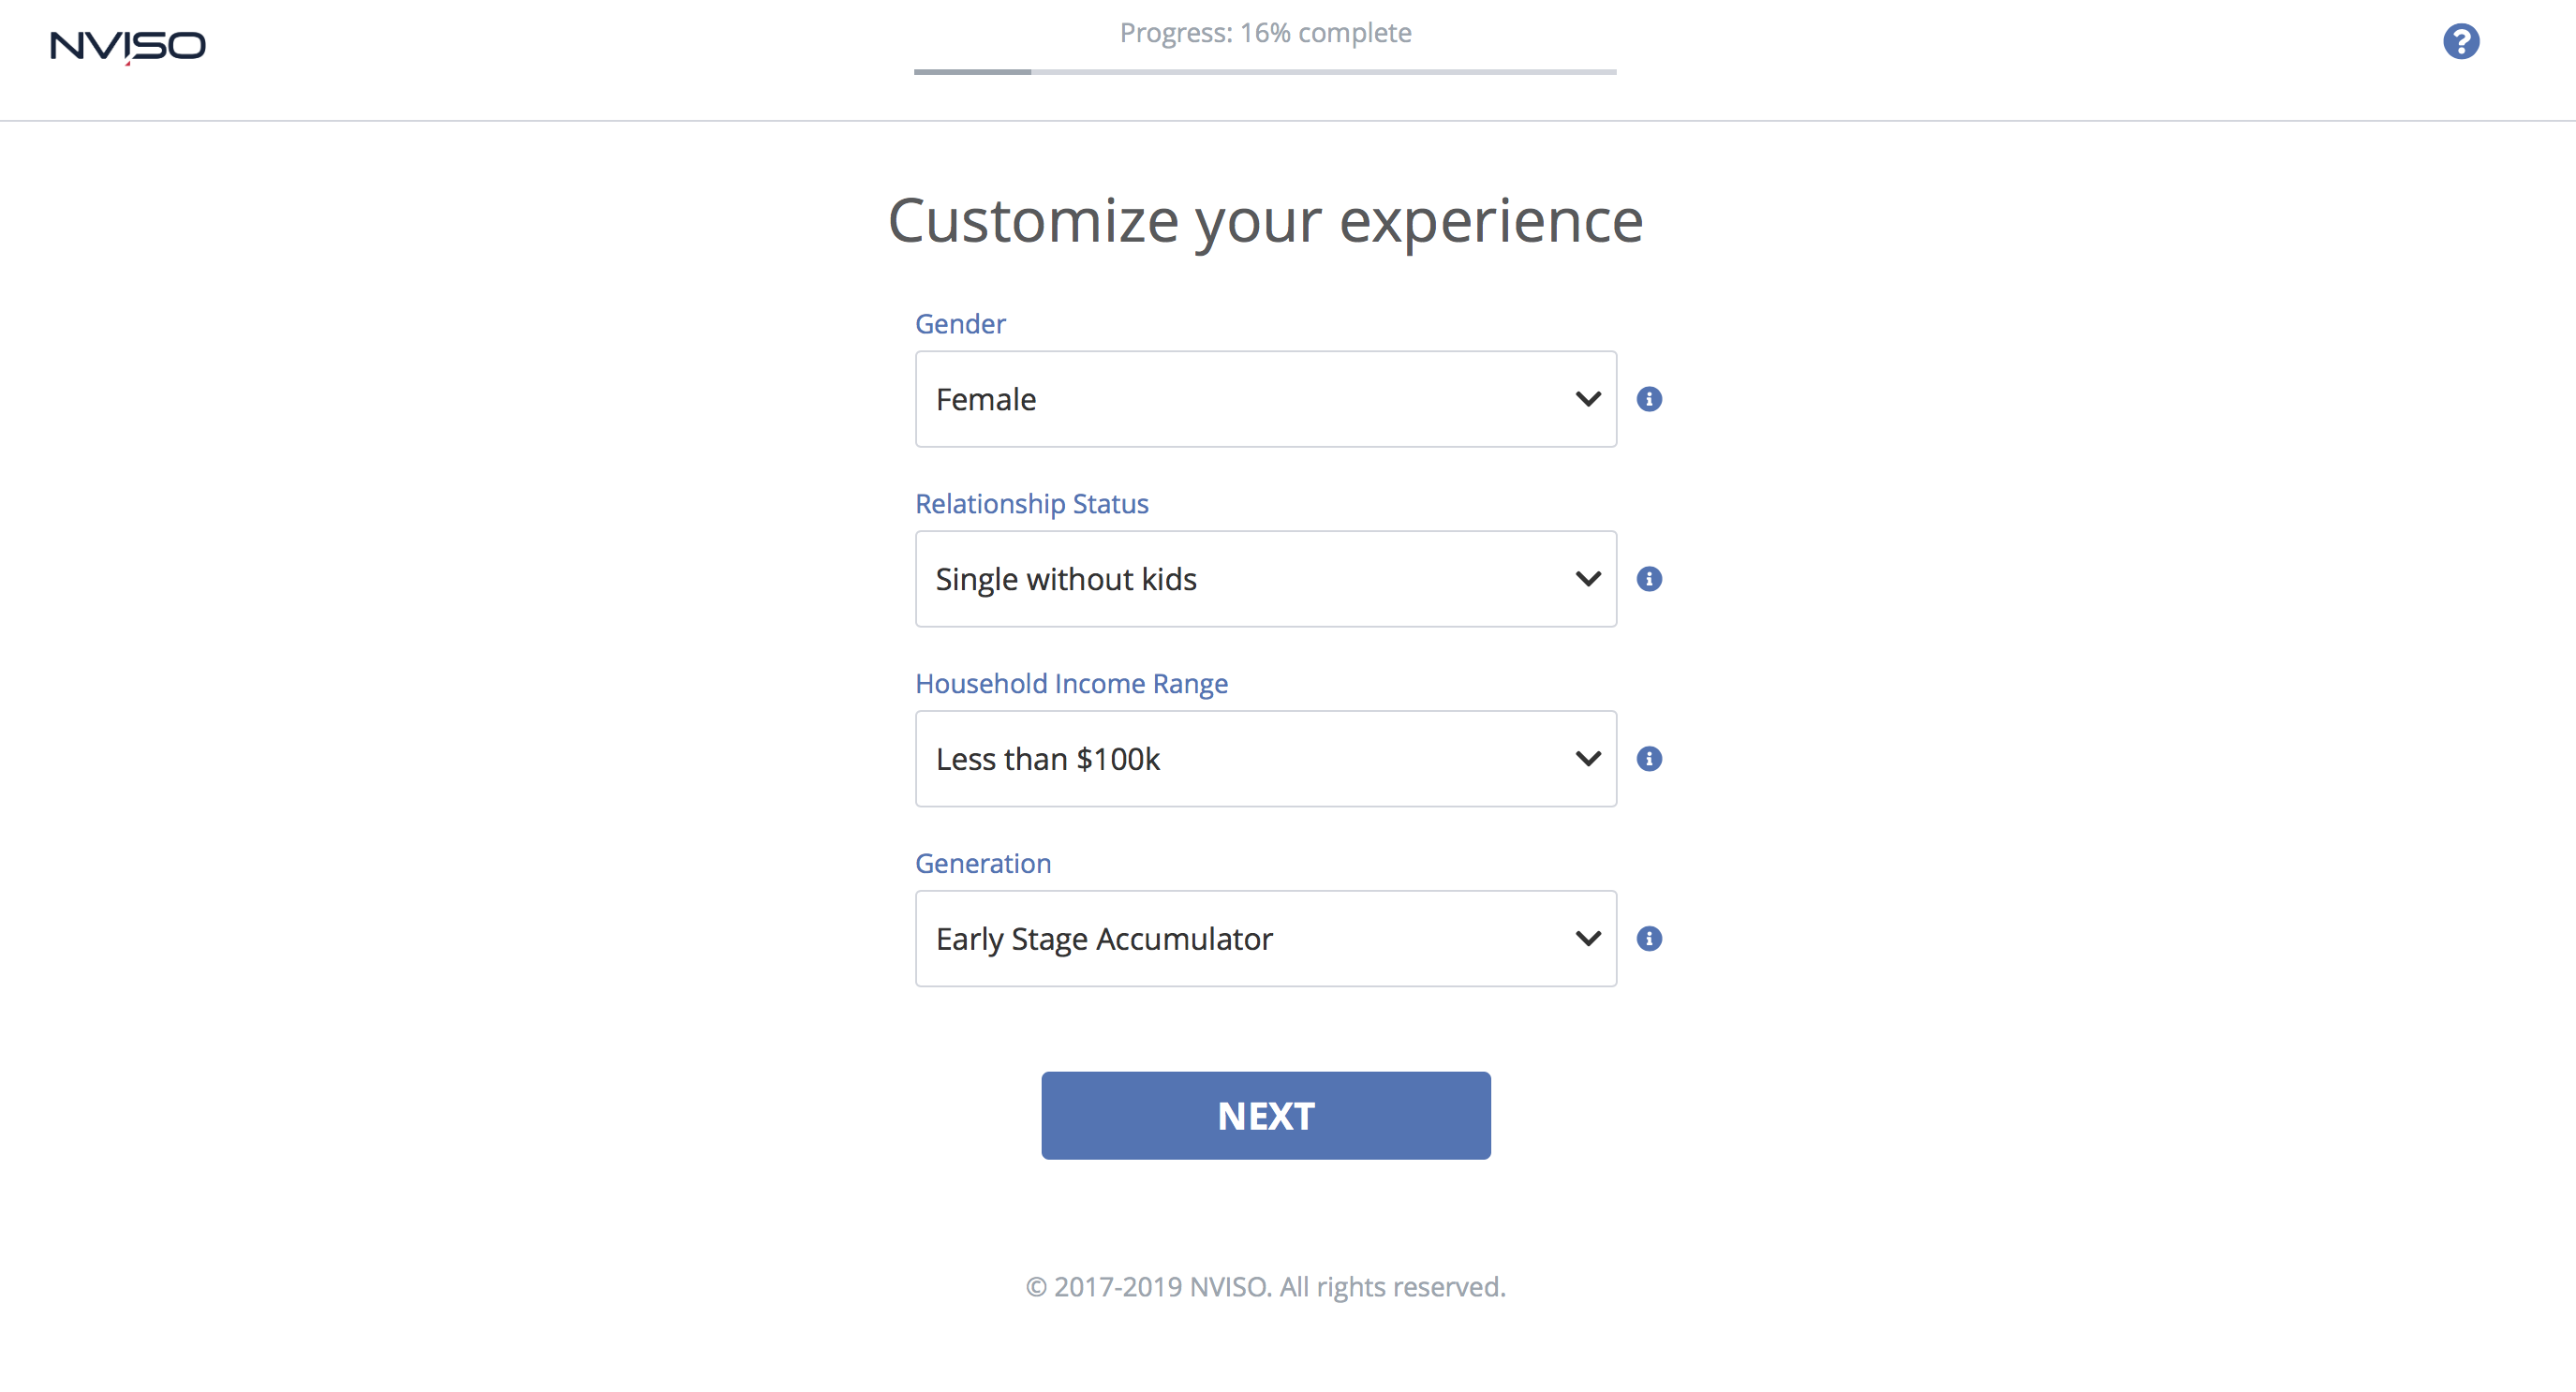 NVISO
Progress: 16% complete
Customize your experience
Gender
Female
Relationship Status
Single without kids
Household Income Range
Less than $100k
Generation
Early Stage Accumulator
NEXT
© 2017-2019 NVISO. All rights reserved.